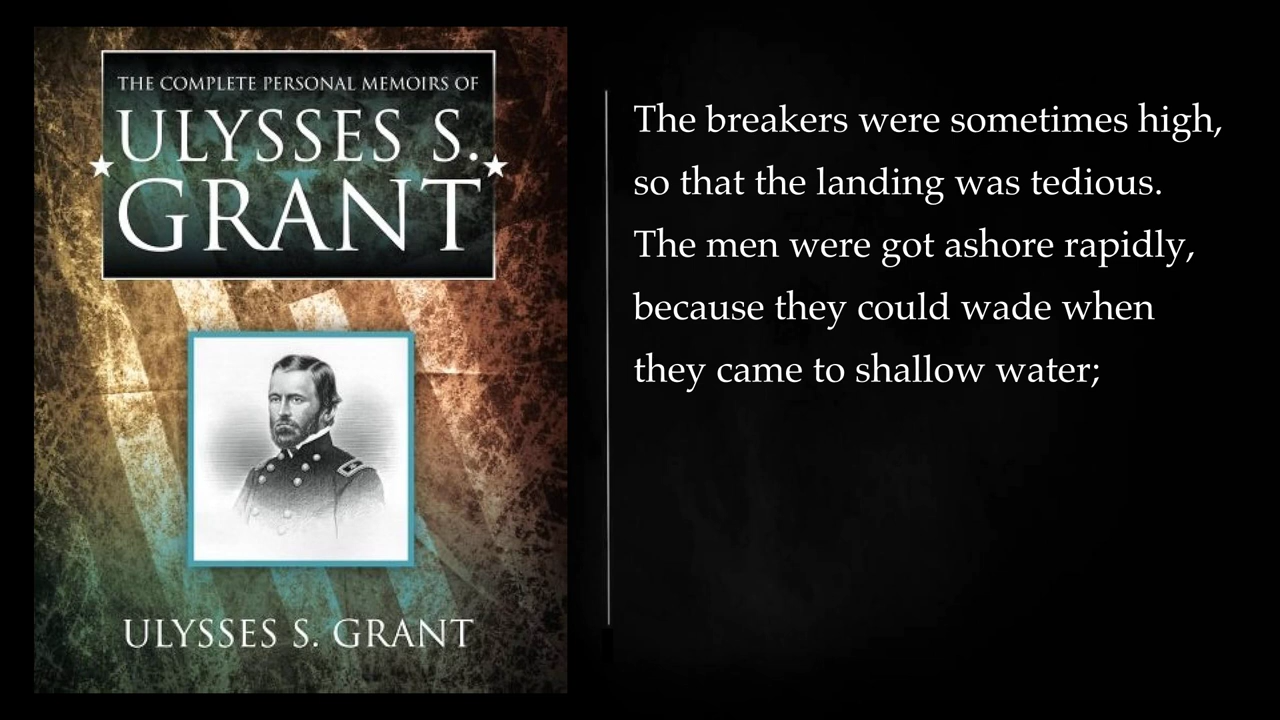 THE COMPLETE PERSONAL MEMOIRS OF
ULYSSES S.
GRANT
ULYSSES S. GRANT
The breakers were sometimes high,
so that the landing was tedious.
The men were got ashore rapidly,
because they could wade when
they came to shallow water;